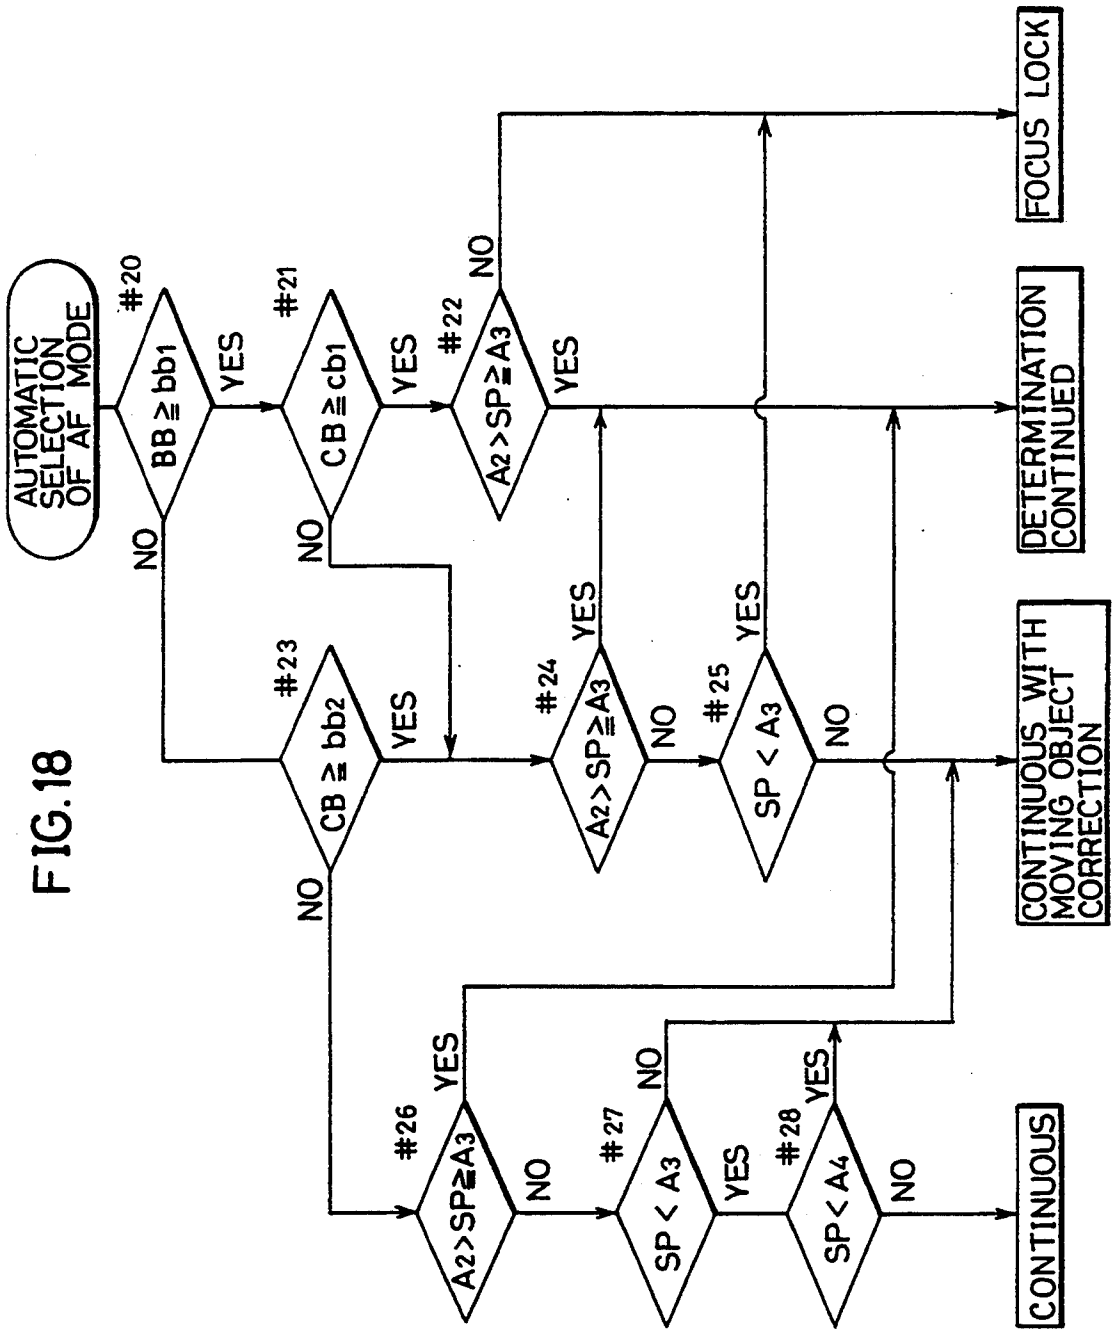 FIG.18
AUTOMATIC
SELECTION
OF AF MODE
#20
BB ≧ bb1
NO
YES
#21
CB ≧ cb1
NO
YES
#22
A2>SP≧A3
NO
YES
#23
CB ≧ bb2
NO
YES
#24
A2>SP≧A3
YES
NO
#25
SP < A3
YES
NO
#26
A2>SP≧A3
YES
NO
#27
SP < A3
NO
YES
#28
SP < A4
YES
NO
CONTINUOUS
CONTINUOUS WITH
MOVING OBJECT
CORRECTION
DETERMINATION
CONTINUED
FOCUS LOCK